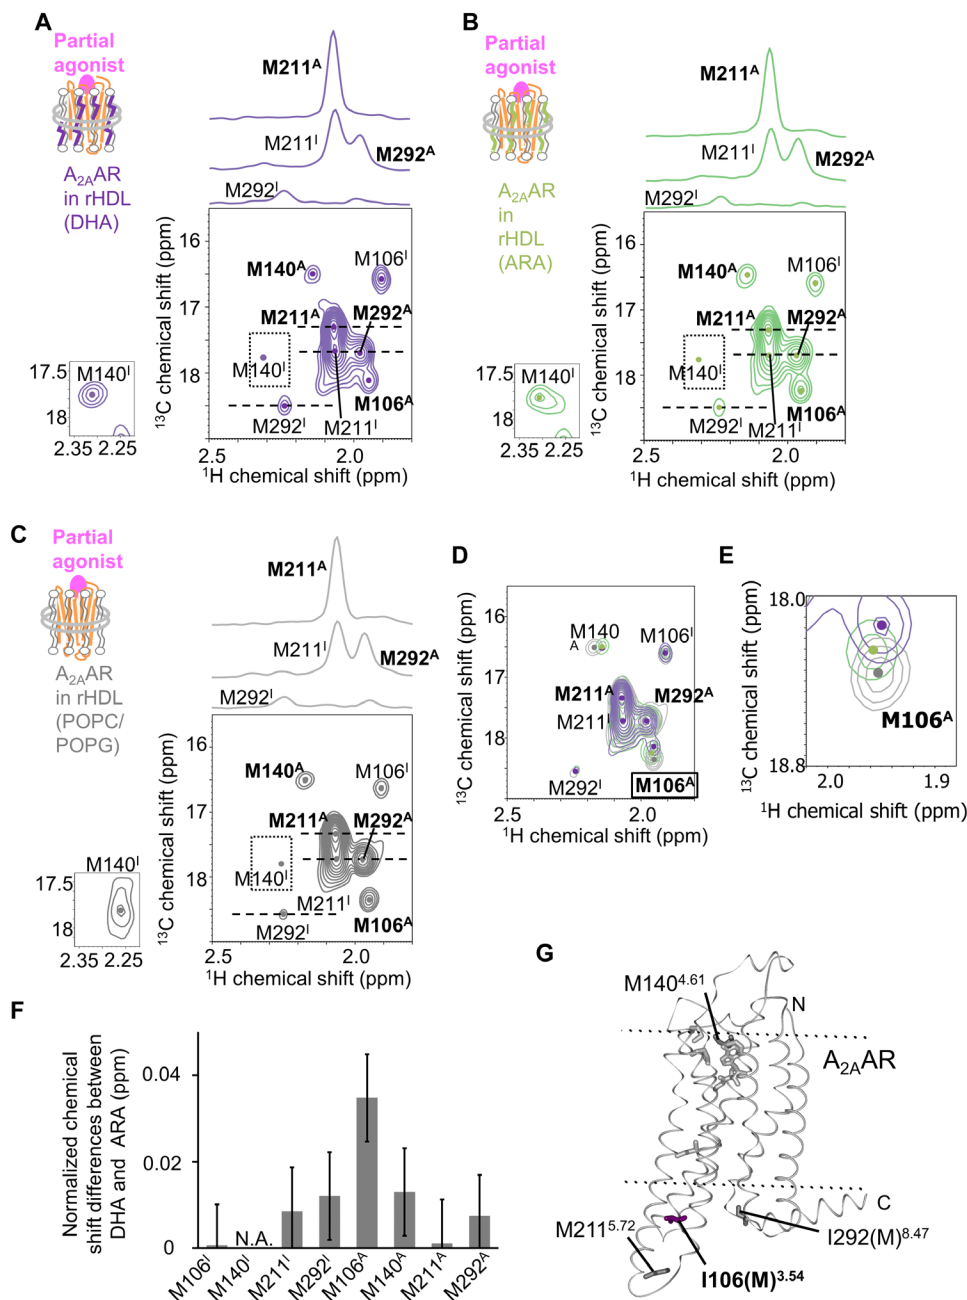 A
Partial
agonist
A2AAR
in rHDL
(DHA)
M211A
M211I
M292A
M292I
16
17
18
13C chemical shift (ppm)
M140A
M106I
M211A
M292A
M140I
M106A
M292I
M211I
2.5
2.0
1H chemical shift (ppm)
17.5
18
M140I
2.35
2.25
B
Partial
agonist
A2AAR
in
rHDL
(ARA)
M211A
M211I
M292A
M292I
16
17
18
13C chemical shift (ppm)
M140A
M106I
M211A
M292A
M140I
M106A
M292I
M211I
2.5
2.0
1H chemical shift (ppm)
17.5
18
M140I
2.35
2.25
C
Partial
agonist
A2AAR
in rHDL
(POPC/
POPG)
M211A
M211I
M292A
M292I
16
17
18
13C chemical shift (ppm)
M140A
M106I
M211A
M292A
M140I
M211I
M292I
M106A
2.5
2.0
1H chemical shift (ppm)
M140I
17.5
18
2.35
2.25
D
16
17
18
13C chemical shift (ppm)
M140
A
M106I
M211A
M292A
M211I
M292I
M106A
2.5
2.0
1H chemical shift (ppm)
E
18.0
18.8
13C chemical shift (ppm)
M106A
2.0
1.9
1H chemical shift (ppm)
F
Normalized chemical
shift differences between
DHA and ARA (ppm)
0.04
0.02
0
N.A.
M106I
M140I
M211I
M292I
M106A
M140A
M211A
M292A
G
M1404.61
N
A2AAR
C
M2115.72
I292(M)8.47
I106(M)3.54